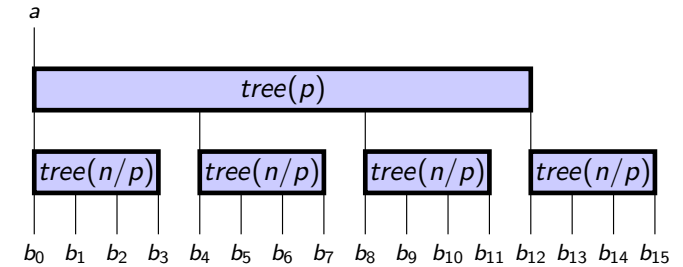 a
tree(p)
tree(n/p) tree(n/p) tree(n/p) tree(n/p)
b₀ b₁ b₂ b₃ b₄ b₅ b₆ b₇ b₈ b₉ b₁₀ b₁₁ b₁₂ b₁₃ b₁₄ b₁₅